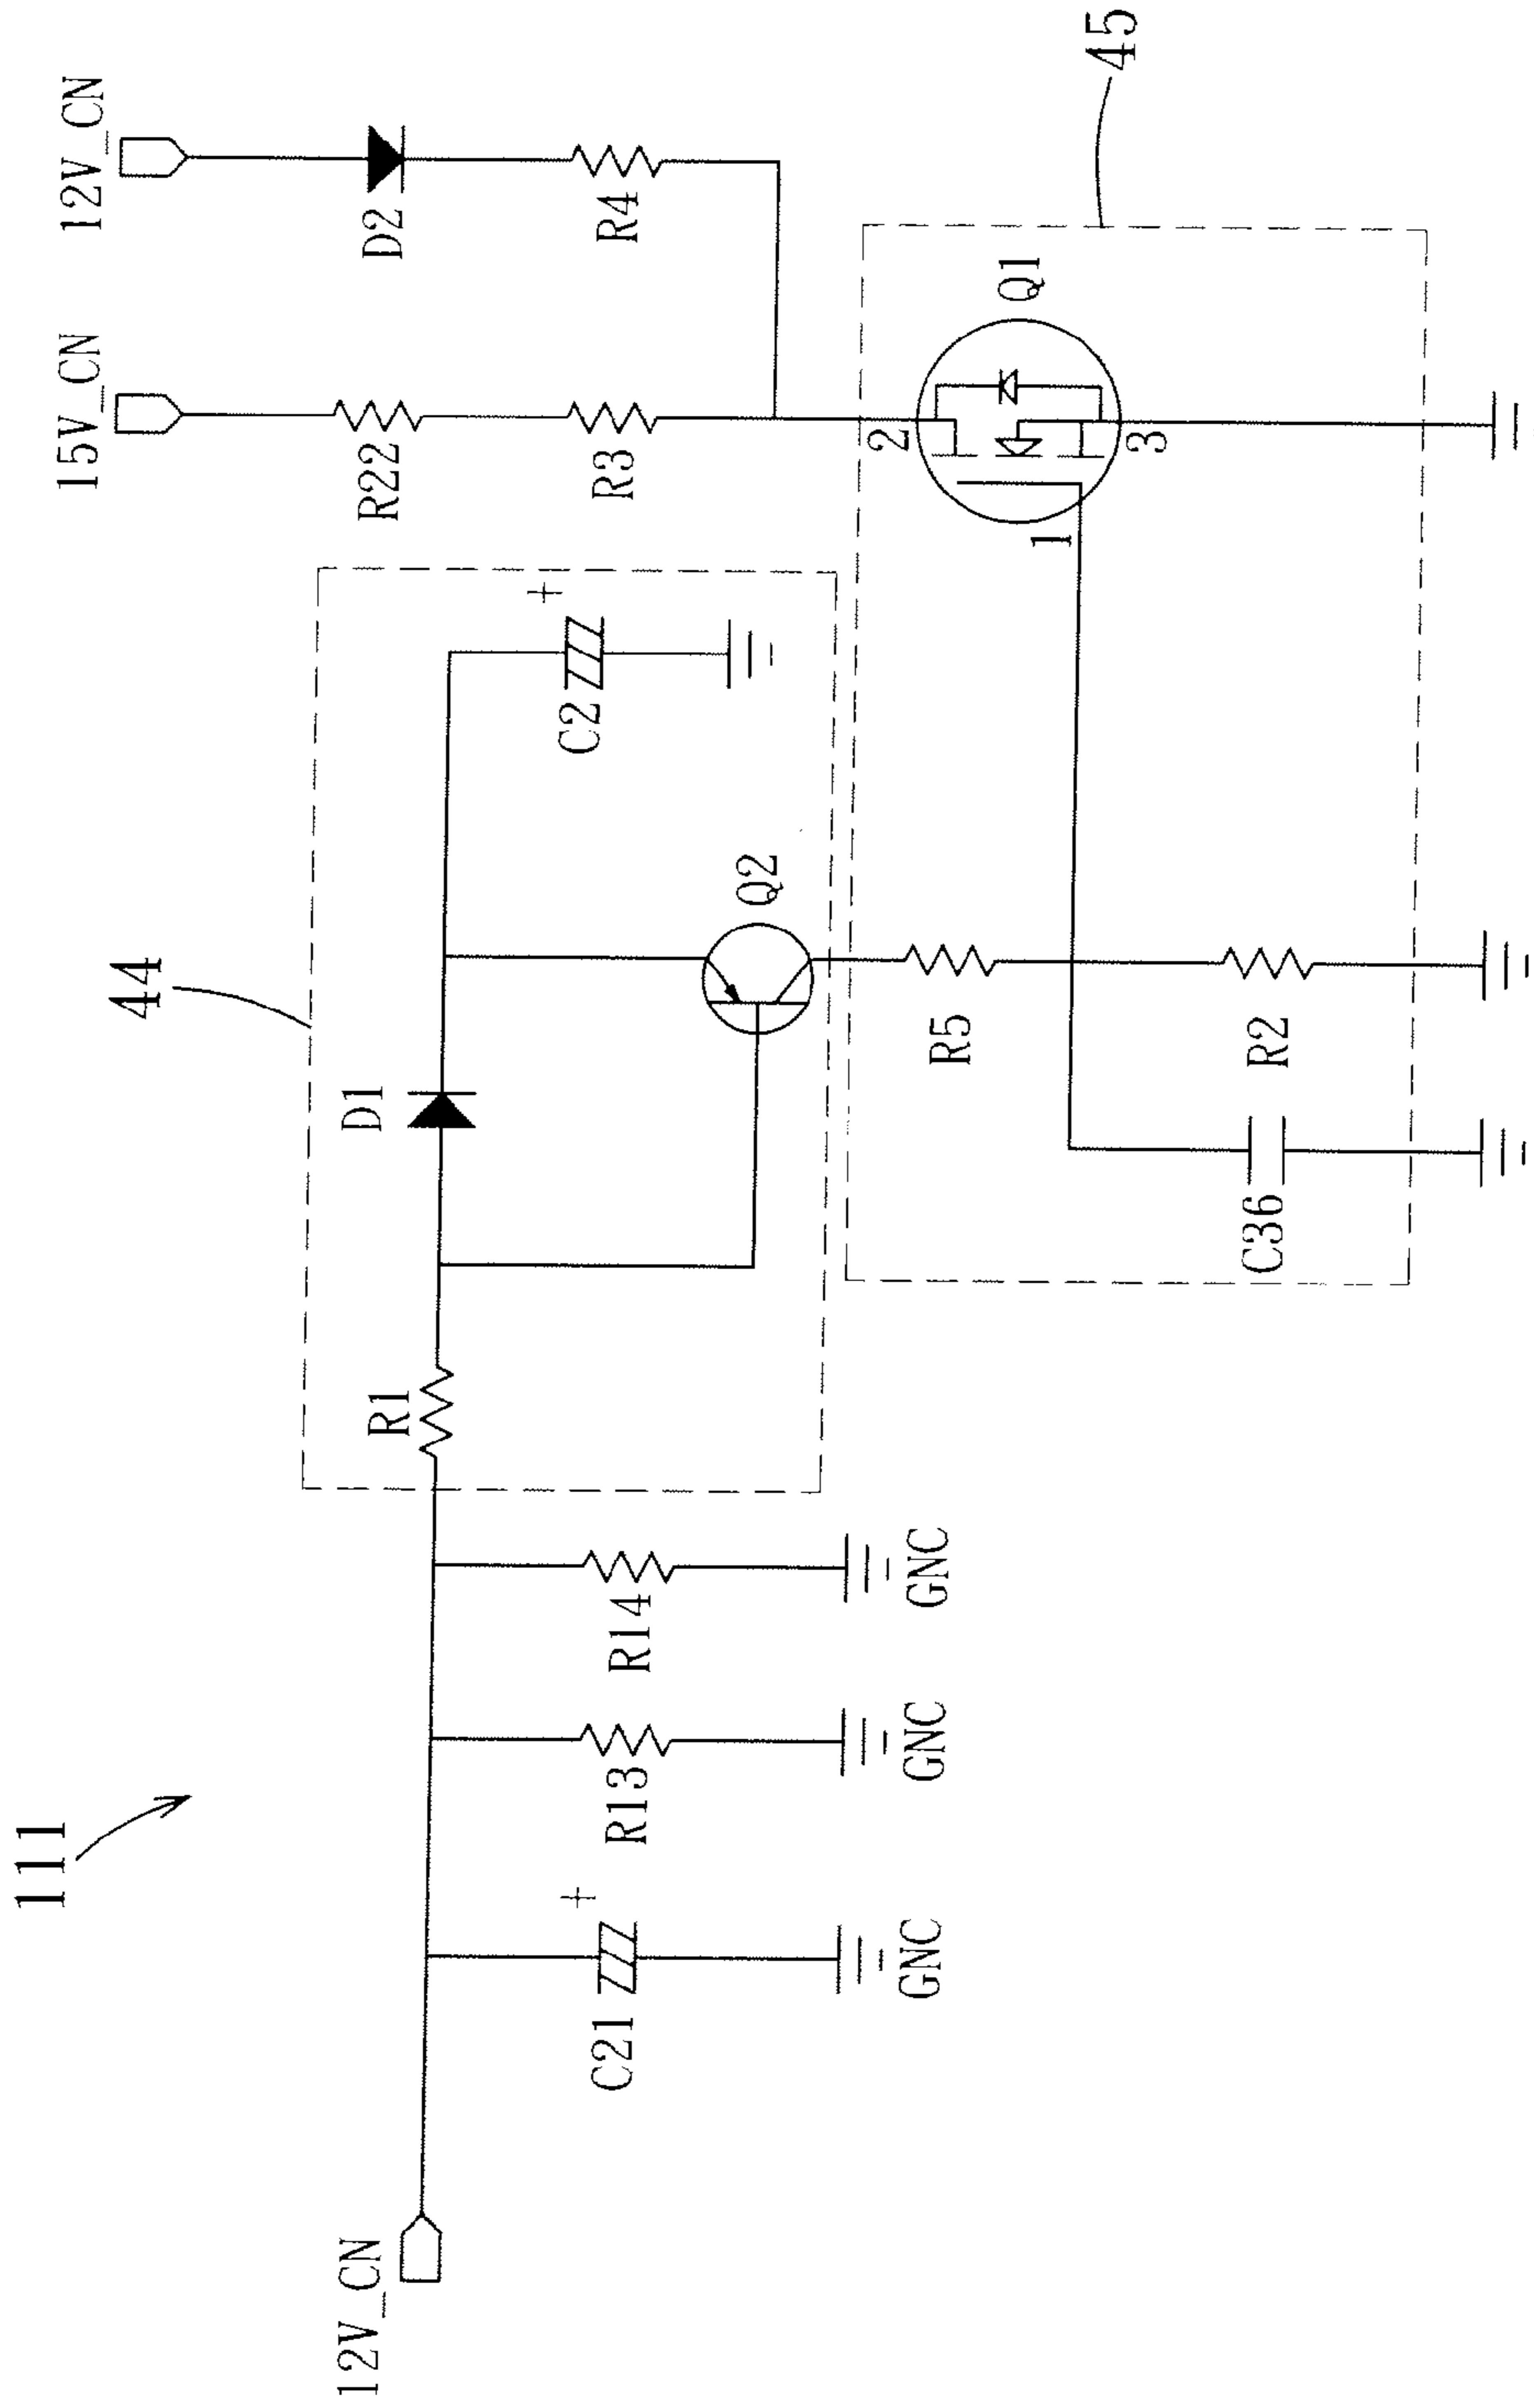 111
44
45
12V_CN
C21
+
GNC
R13
GNC
R14
GNC
R1
D1
Q2
C2
+
15V_CN
R22
R3
12V_CN
D2
R4
Q1
1
2
3
R5
R2
C36